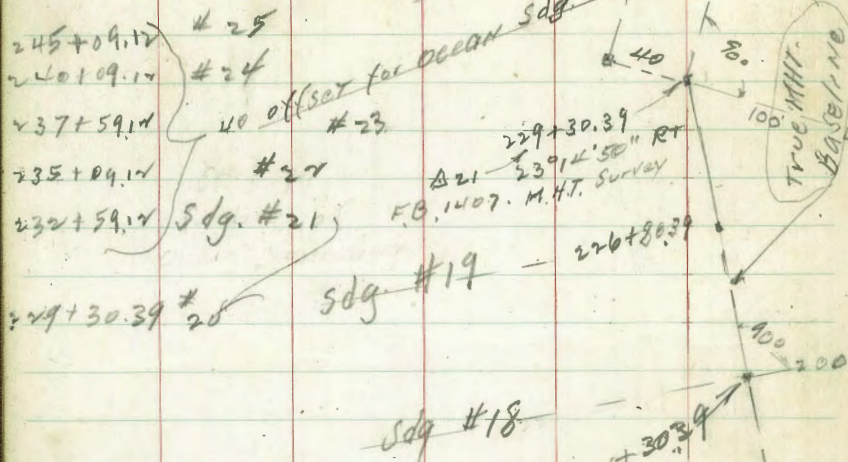 245+09.12 # 25
240+09.12 # 24
237+59.12 # 23
235+09.12 # 22
232+59.12 Sdg. #21
229+30.39 #20
40 offset for OCEAN Sdg.
40
90°
100
True MHT.
BASELINE
229+30.39
Δ21 23°14'50" RT
F.B. 1407. M.H.T. Survey
Sdg. #19 - 226+80.39
90°
200
Sdg #18
+30.39